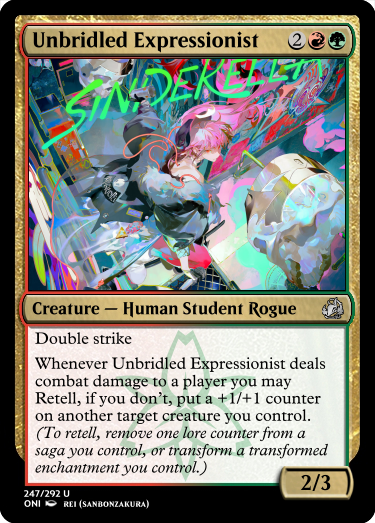 Unbridled Expressionist 2
Creature — Human Student Rogue
Double strike
Whenever Unbridled Expressionist deals
combat damage to a player you may
Retell, if you don't, put a +1/+1 counter
on another target creature you control.
(To retell, remove one lore counter from a
saga you control, or transform a transformed
enchantment you control.)
2/3
247/292 U
ONI REI (SANBONZAKURA)